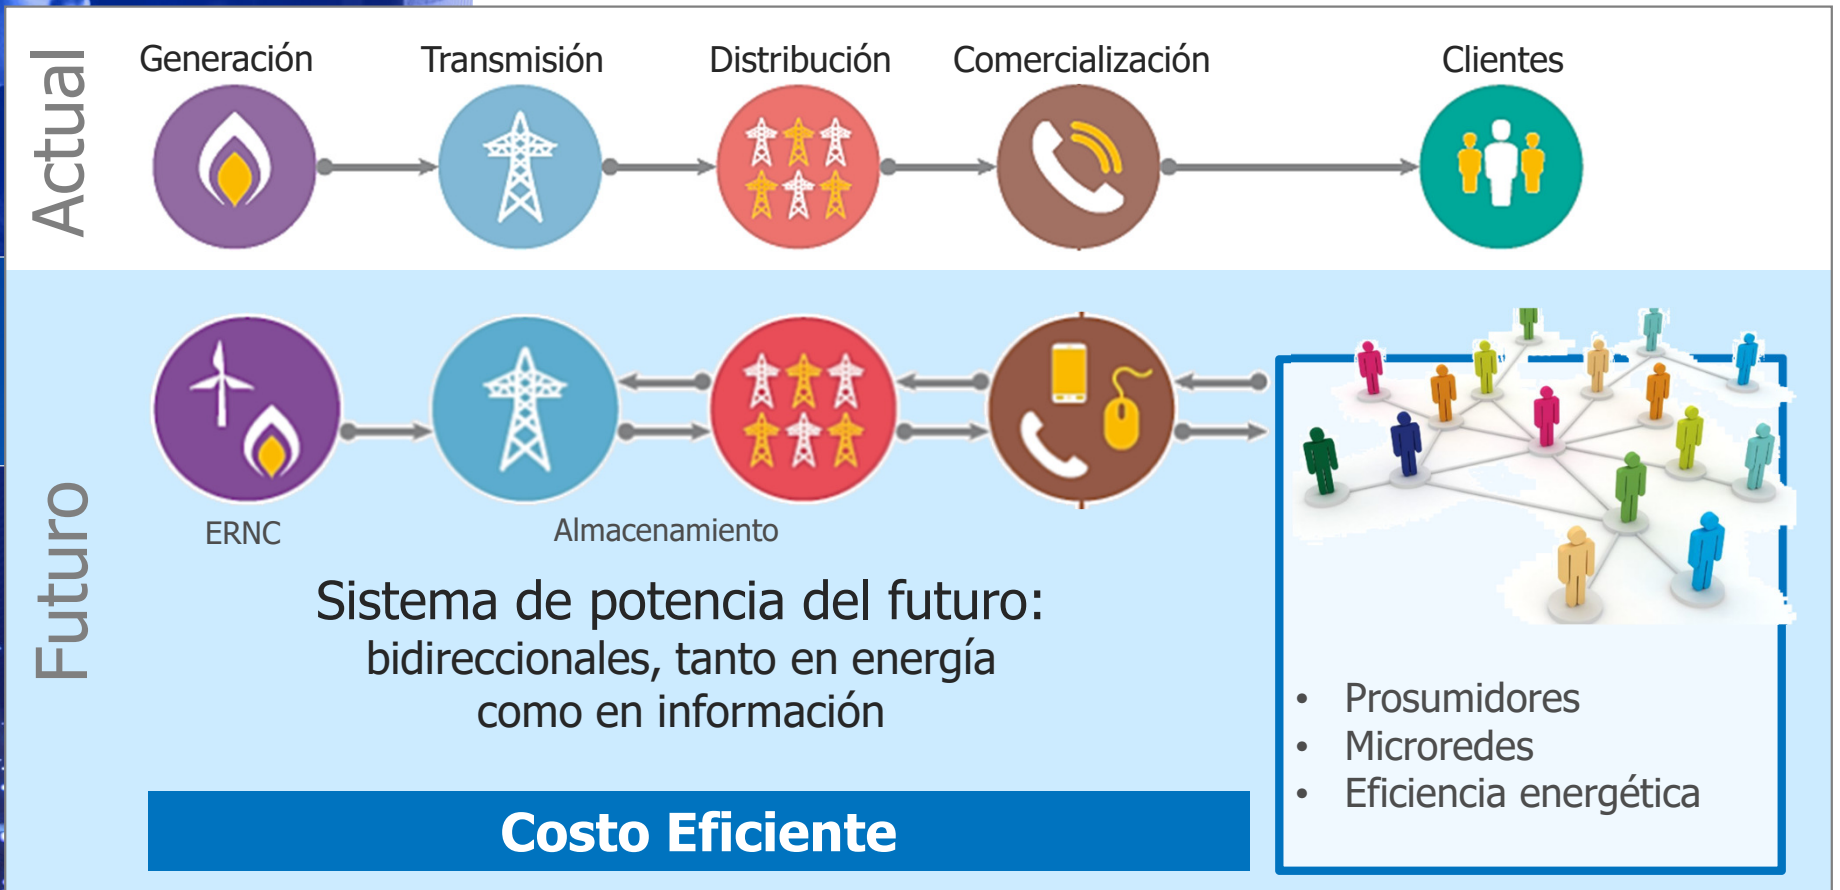 Actual
Generación
Transmisión
Distribución
Comercialización
Clientes
Futuro
ERNC
Almacenamiento
Sistema de potencia del futuro:
bidireccionales, tanto en energía
como en información
Costo Eficiente
• Prosumidores
• Microredes
• Eficiencia energética